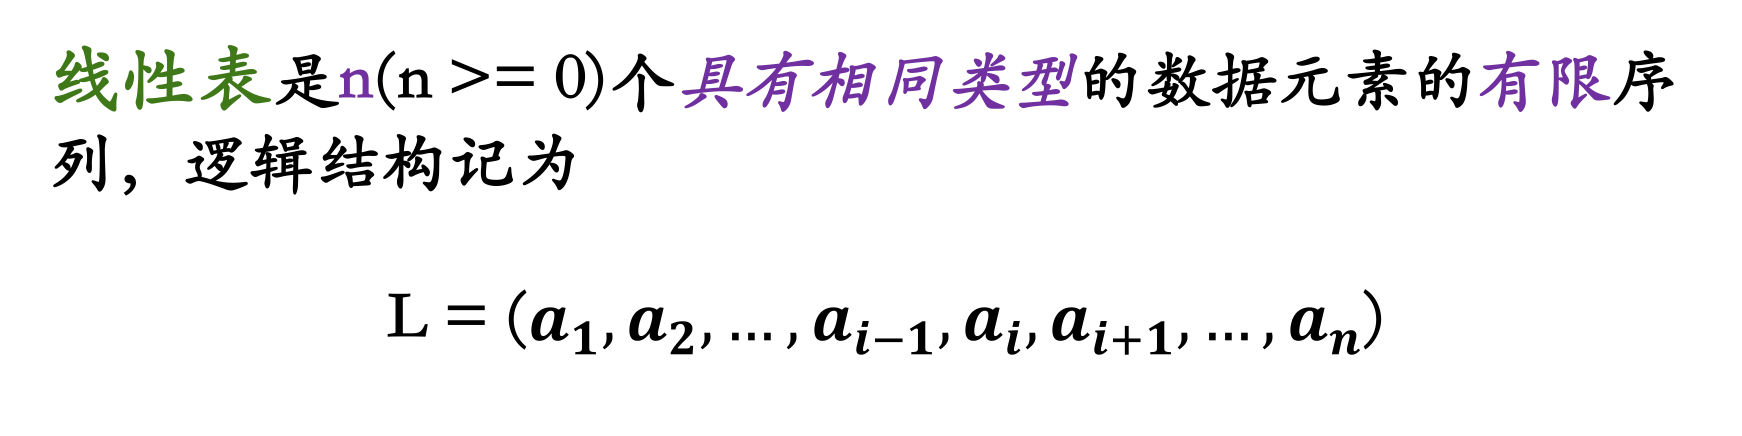 线性表是n(n >= 0)个具有相同类型的数据元素的有限序
列，逻辑结构记为
L = (a₁, a₂, … , aᵢ₋₁, aᵢ, aᵢ₊₁, … , aₙ)